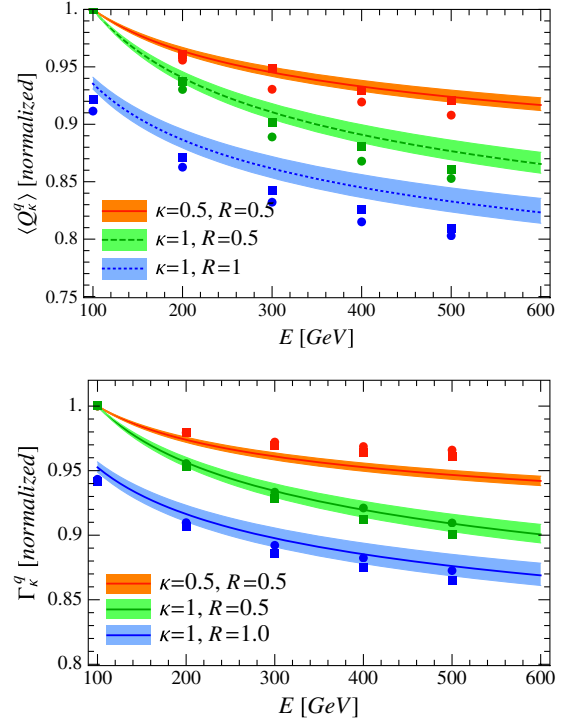 1.
0.95
0.9
0.85
0.8
0.75
⟨Q_κ^q⟩ [normalized]
κ=0.5, R=0.5
κ=1, R=0.5
κ=1, R=1
100 200 300 400 500 600
E [GeV]
1.
0.95
0.9
0.85
0.8
Γ_κ^q [normalized]
κ=0.5, R=0.5
κ=1, R=0.5
κ=1, R=1.0
100 200 300 400 500 600
E [GeV]